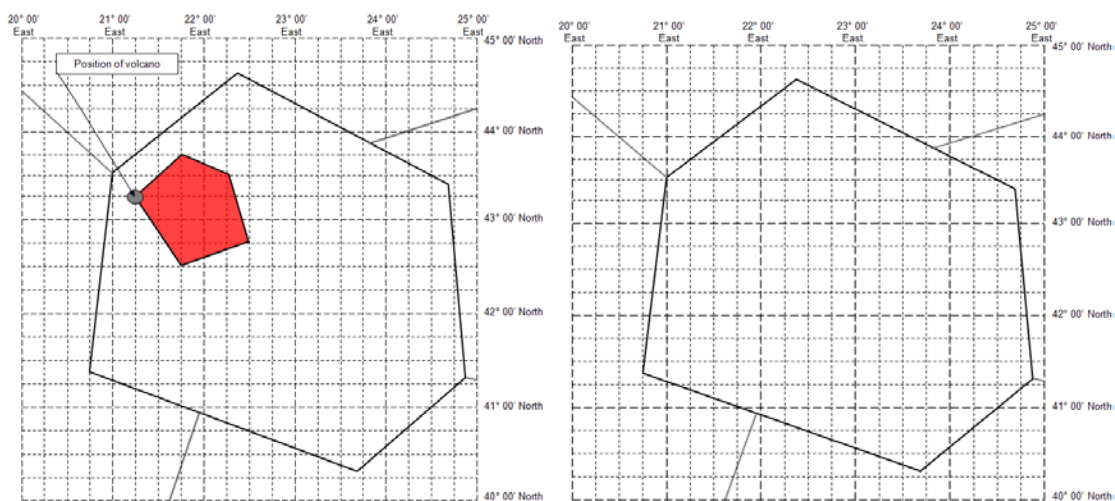 20° 00' 21° 00' 22° 00' 23° 00' 24° 00' 25° 00'
East East East East East East
45° 00' North
Position of volcano
44° 00' North
43° 00' North
42° 00' North
41° 00' North
40° 00' North
20° 00' 21° 00' 22° 00' 23° 00' 24° 00' 25° 00'
East East East East East East
45° 00' North
44° 00' North
43° 00' North
42° 00' North
41° 00' North
40° 00' North